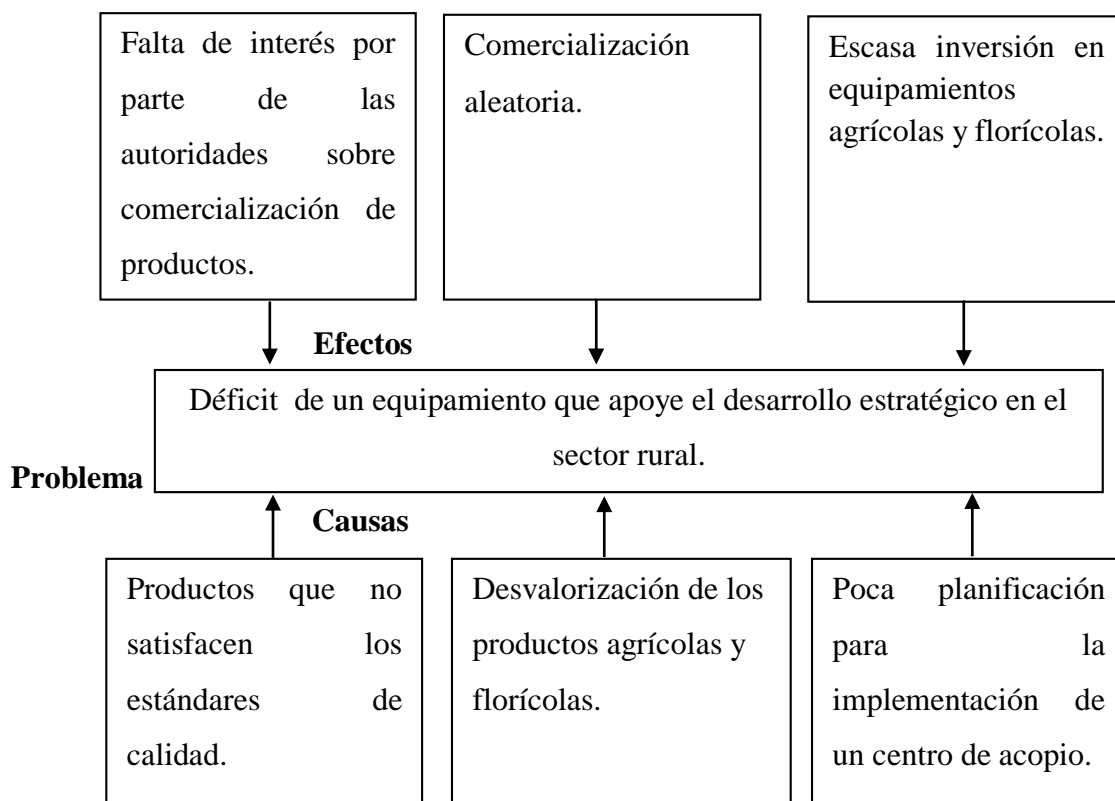 Falta de interés por
parte de las
autoridades sobre
comercialización de
productos.
Comercialización
aleatoria.
Escasa inversión en
equipamientos
agrícolas y florícolas.
Efectos
Déficit de un equipamiento que apoye el desarrollo estratégico en el
sector rural.
Problema
Causas
Productos que no
satisfacen los
estándares de
calidad.
Desvalorización de los
productos agrícolas y
florícolas.
Poca planificación
para la
implementación de
un centro de acopio.